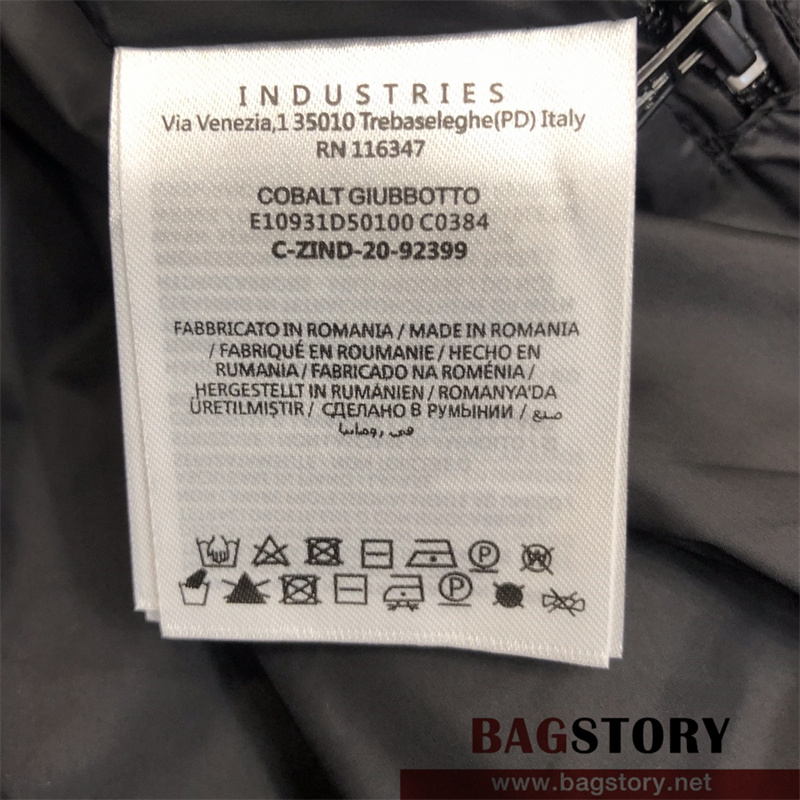 INDUSTRIES
Via Venezia,1 35010 Trebaseleghe(PD) Italy
RN 116347
COBALT GIUBBOTTO
E10931D50100 C0384
C-ZIND-20-92399
FABBRICATO IN ROMANIA / MADE IN ROMANIA
/ FABRIQUÉ EN ROUMANIE / HECHO EN
RUMANIA / FABRICADO NA ROMÉNIA /
HERGESTELLT IN RUMÁNIEN / ROMANYA'DA
ÜRETILMIŞTIR / СДЕЛАНО В РУМЫНИИ / صنع
في رومانيا
P
W
P
BAGSTORY
www.bagstory.net